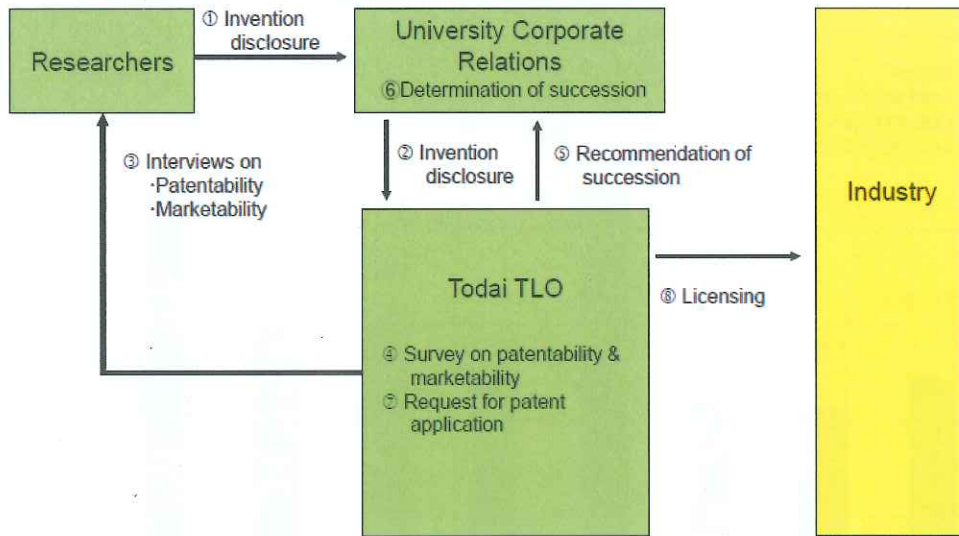 ① Invention
disclosure
Researchers
University Corporate
Relations
⑥Determination of succession
③ Interviews on
·Patentability
·Marketability
② Invention
disclosure
⑤ Recommendation of
succession
Industry
Todai TLO
⑧ Licensing
④ Survey on patentability &
marketability
⑦ Request for patent
application